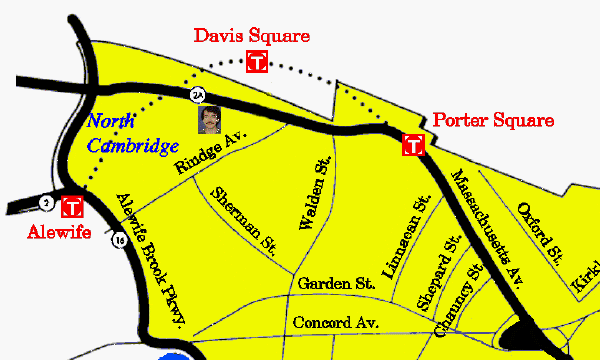 Davis Square
T
2A
Porter Square
T
North
Cambridge
Rindge Av.
Walden St.
Sherman St.
Linnaean St.
Massachusetts Av.
Oxford St.
Shepard St.
Chauncy St.
Kirkl
2
T
Alewife
16
Alewife Brook Pkwy.
Garden St.
Concord Av.